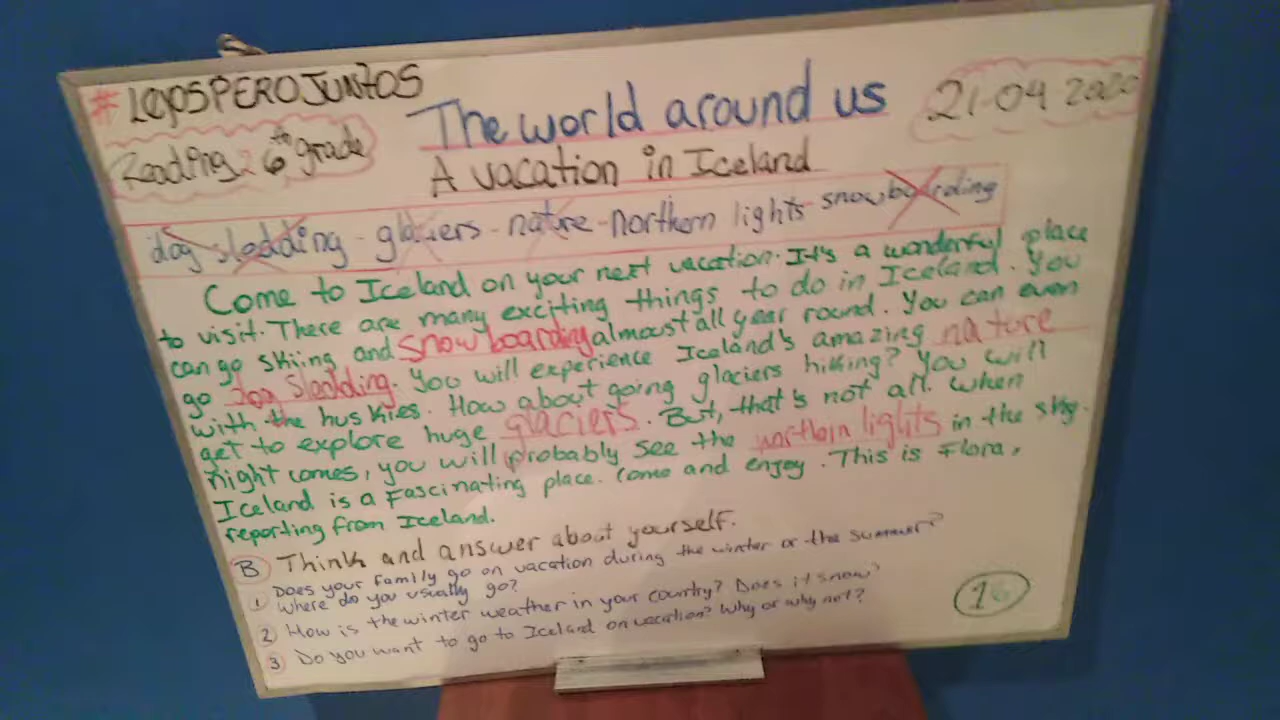 #LejOSPEROJUNTOS
The world around us
21-04 2020
Reading: 6th grade
A vacation in Iceland
dog sledding - glaciers - nature - northern lights - snowboarding
Come to Iceland on your next vacation. It's a wonderful place
to visit. There are many exciting things to do in Iceland. You
can go skiing and snowboarding almoust all year round. You can even
go dog sledding. You will experience Iceland's amazing nature
with the huskies. How about going glaciers hiking? You will
get to explore huge glaciers. But, that's not all. When
night comes, you will probably see the northein lights in the sky.
Iceland is a Fascinating place. Come and enjoy. This is Flora,
reporting from Iceland.
B Think and answer about yourself.
1 Does your family go on vacation during the winter or the summer?
Where do you usually go?
2 How is the winter weather in your country? Does it snow?
3 Do you want to go to Iceland on vacation? Why or why not?